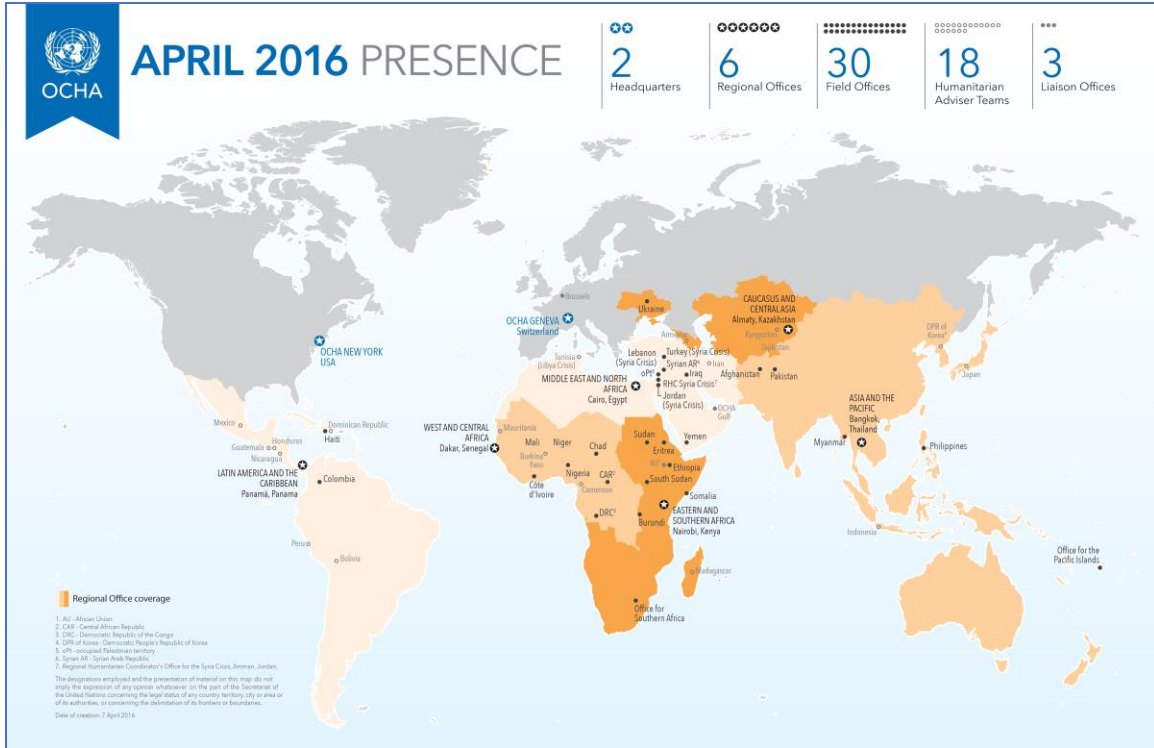 OCHA
APRIL 2016 PRESENCE
2
Headquarters
6
Regional Offices
30
Field Offices
18
Humanitarian
Adviser Teams
3
Liaison Offices
Brussels
OCHA GENEVA
Switzerland
Ukraine
CAUCASUS AND
CENTRALASIA
Almaty, Kazakhstan
Kyrgyzstan
Tajikistan
Armenia
DPR of
Korea⁴
Japan
OCHA NEW YORK
USA
Tunisia
(Libya Crisis)
Lebanon
(Syria Crisis)
Turkey (Syria Crisis)
Syrian AR⁶
Iran
oPt⁵
Iraq
Afghanistan
Pakistan
MIDDLE EAST AND NORTH
AFRICA
Cairo, Egypt
RHC Syria Crisis⁷
Jordan
(Syria Crisis)
OCHA
Gulf
ASIA AND THE
PACIFIC
Bangkok,
Thailand
Mexico
Dominican Republic
Haiti
Guatemala
Honduras
Nicaragua
WEST AND CENTRAL
AFRICA
Dakar, Senegal
Mauritania
Mali
Niger
Chad
Sudan
Eritrea
Yemen
Myanmar
Philippines
Burkina
Faso
Nigeria
CAR²
AU¹
Ethiopia
South Sudan
LATIN AMERICA AND THE
CARIBBEAN
Panamá, Panama
Colombia
Côte
d'Ivoire
Cameroon
Somalia
DRC³
Burundi
EASTERN AND
SOUTHERN AFRICA
Nairobi, Kenya
Indonesia
Peru
Bolivia
Madagascar
Office for the
Pacific Islands
Office for
Southern Africa
Regional Office coverage
1. AU - African Union
2. CAR - Central African Republic
3. DRC - Democratic Republic of the Congo
4. DPR of Korea - Democratic People's Republic of Korea
5. oPt - occupied Palestinian territory
6. Syrian AR - Syrian Arab Republic
7. Regional Humanitarian Coordinator's Office for the Syria Crisis, Amman, Jordan.
The designations employed and the presentation of material on this map do not
imply the expression of any opinion whatsoever on the part of the Secretariat of
the United Nations concerning the legal status of any country, territory, city or area or
of its authorities, or concerning the delimitation of its frontiers or boundaries.
Date of creation: 7 April 2016